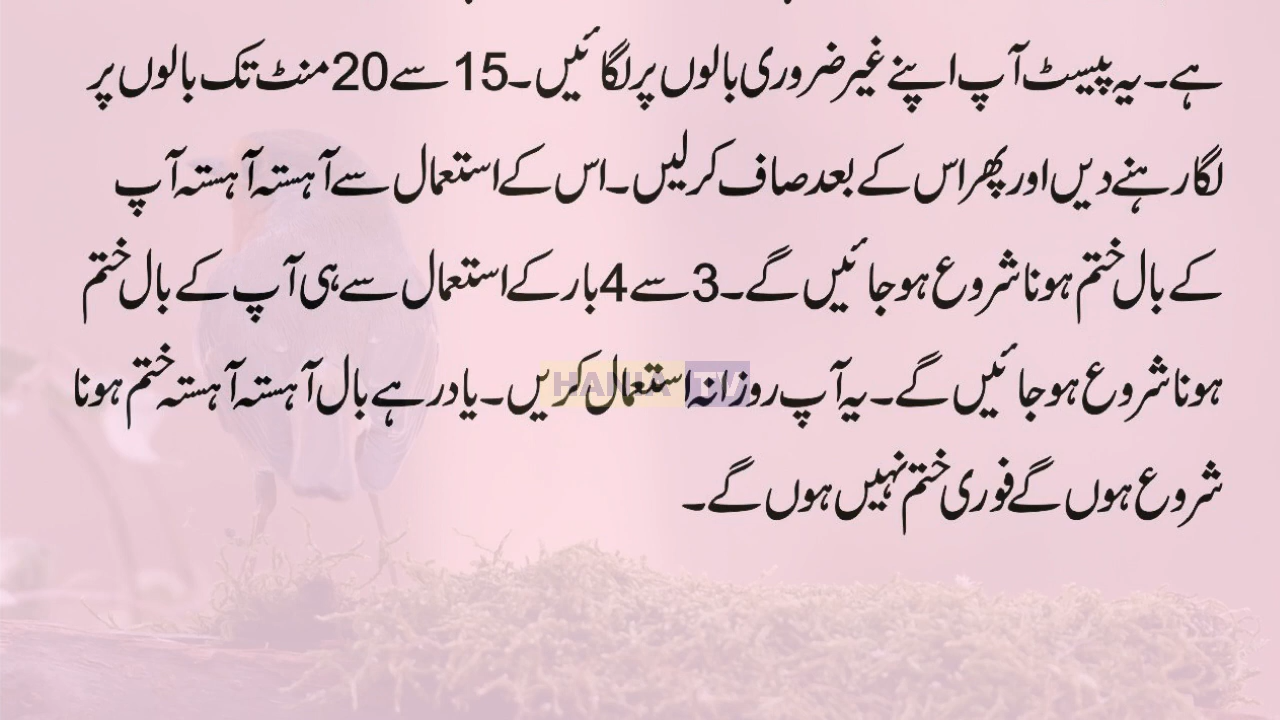 ہے۔ یہ پیسٹ آپ اپنے غیر ضروری بالوں پر لگائیں۔ 15 سے 20 منٹ تک بالوں پر
لگا رہنے دیں اور پھر اس کے بعد صاف کر لیں۔ اس کے استعمال سے آہستہ آہستہ آپ
کے بال ختم ہونا شروع ہو جائیں گے۔ 3 سے 4 بار کے استعمال سے ہی آپ کے بال ختم
ہونا شروع ہو جائیں گے۔ یہ آپ روزانہ استعمال کریں۔ یاد رہے بال آہستہ آہستہ ختم ہونا
HANIA TV
شروع ہوں گے فوری ختم نہیں ہوں گے۔